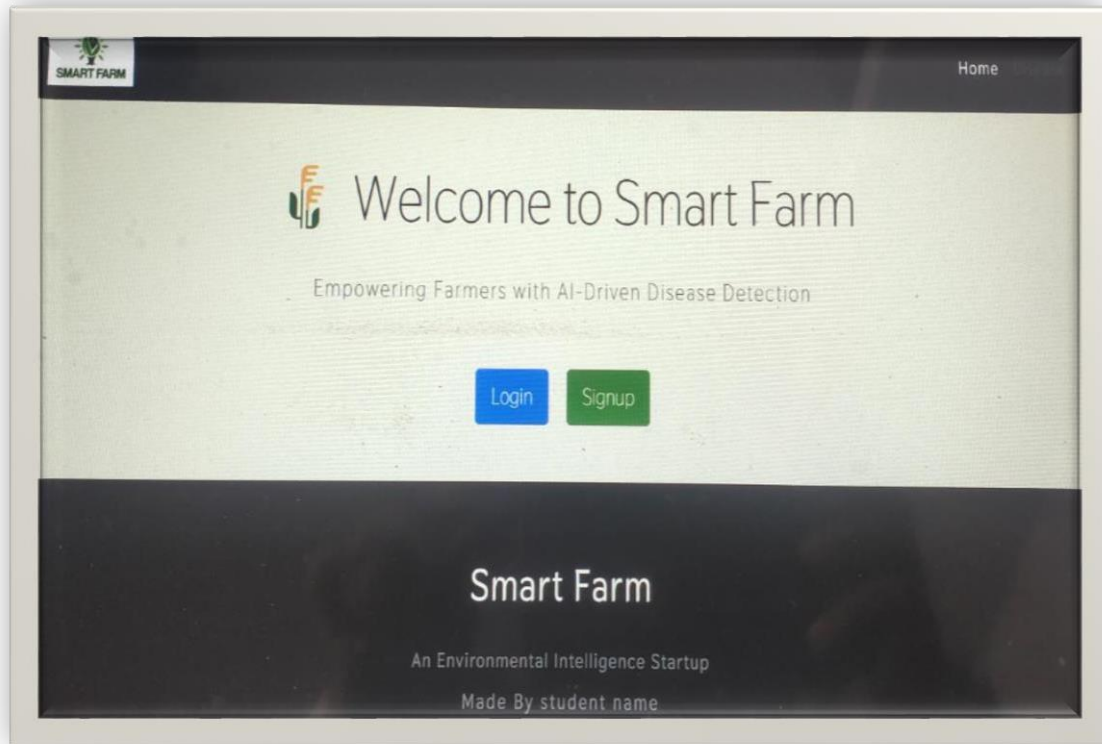 SMART FARM
Home
Welcome to Smart Farm
Empowering Farmers with AI-Driven Disease Detection
Login
Signup
Smart Farm
An Environmental Intelligence Startup
Made By student name